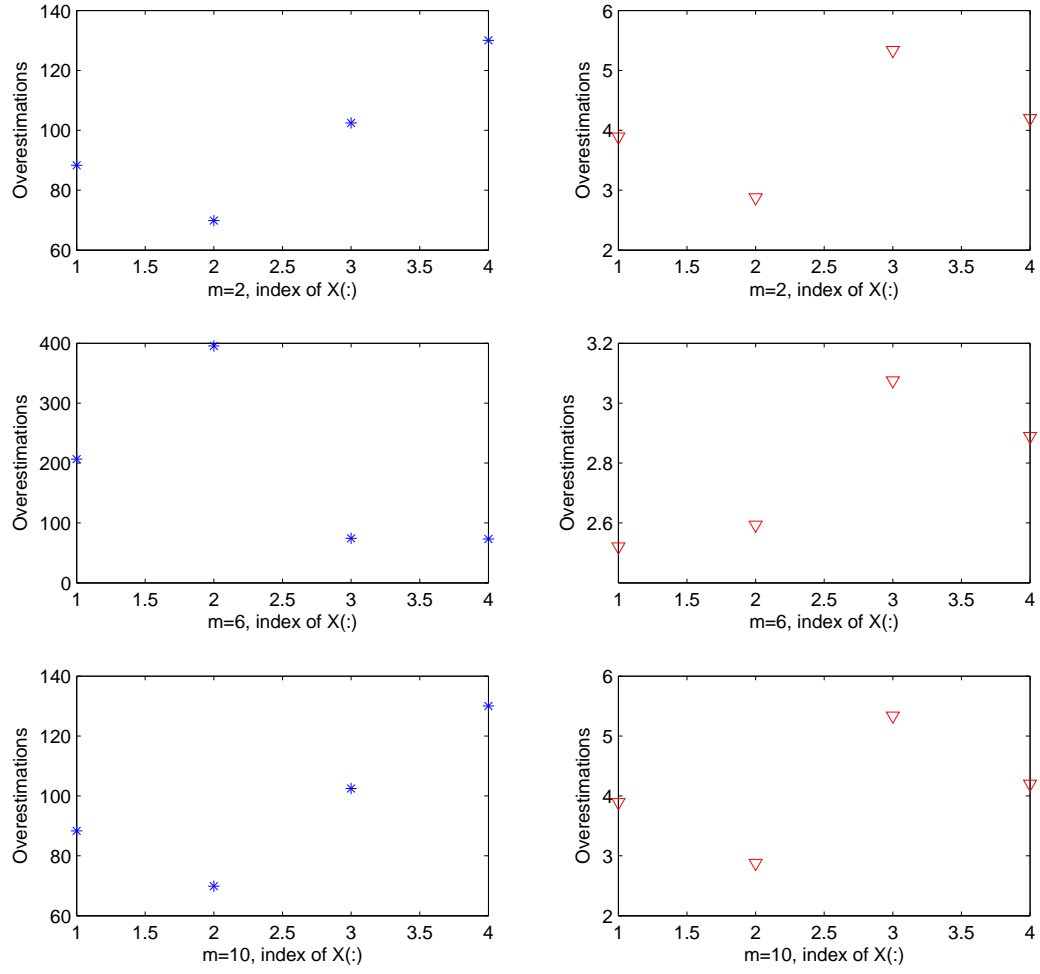 140
120
100
80
60
Overestimations
1 1.5 2 2.5 3 3.5 4
m=2, index of X(:)
6
5
4
3
2
Overestimations
1 1.5 2 2.5 3 3.5 4
m=2, index of X(:)
400
300
200
100
0
Overestimations
1 1.5 2 2.5 3 3.5 4
m=6, index of X(:)
3.2
3
2.8
2.6
Overestimations
1 1.5 2 2.5 3 3.5 4
m=6, index of X(:)
140
120
100
80
60
Overestimations
1 1.5 2 2.5 3 3.5 4
m=10, index of X(:)
6
5
4
3
2
Overestimations
1 1.5 2 2.5 3 3.5 4
m=10, index of X(:)